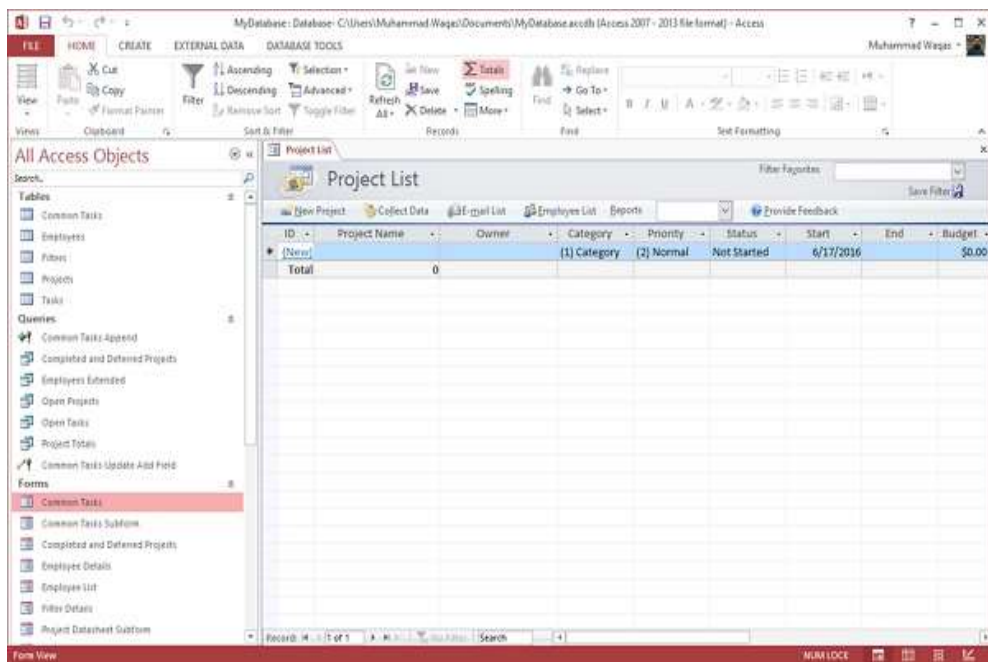 MyDatabase : Database- C:\Users\Muhammad Waqas\Documents\MyDatabase.accdb (Access 2007 - 2013 file format) - Access
FILE HOME CREATE EXTERNAL DATA DATABASE TOOLS Muhammad Waqas
View Paste Cut Copy Format Painter
Filter Ascending Descending Remove Sort Selection Advanced Toggle Filter
Refresh All New Save Delete Totals Spelling More
Find Replace Go To Select
B I U A
Views Clipboard Sort & Filter Records Find Text Formatting
All Access Objects
Search..
Tables
Common Tasks
Employees
Filters
Projects
Tasks
Queries
Common Tasks Append
Completed and Deferred Projects
Employees Extended
Open Projects
Open Tasks
Project Totals
Common Tasks Update Add Field
Forms
Common Tasks
Common Tasks Subform
Completed and Deferred Projects
Employee Details
Employee List
Filter Details
Project Datasheet Subform
Project List
Project List
Filter Favorites
Save Filter
New Project Collect Data E-mail List Employee List Reports Provide Feedback
ID Project Name Owner Category Priority Status Start End Budget
(New) (1) Category (2) Normal Not Started 6/17/2016 $0.00
Total 0
Record: 1 of 1 No Filter Search
Form View NUM LOCK